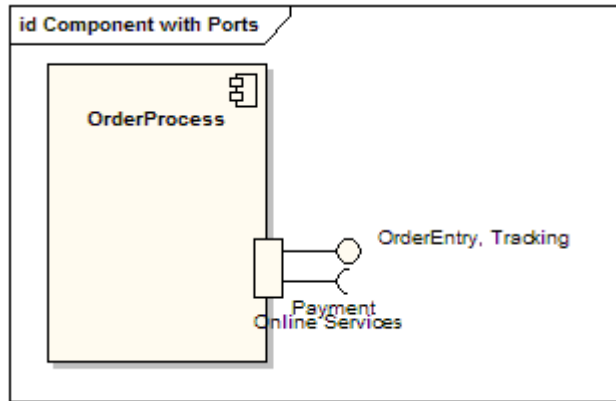 id Component with Ports
OrderProcess
OrderEntry, Tracking
Payment
Online Services